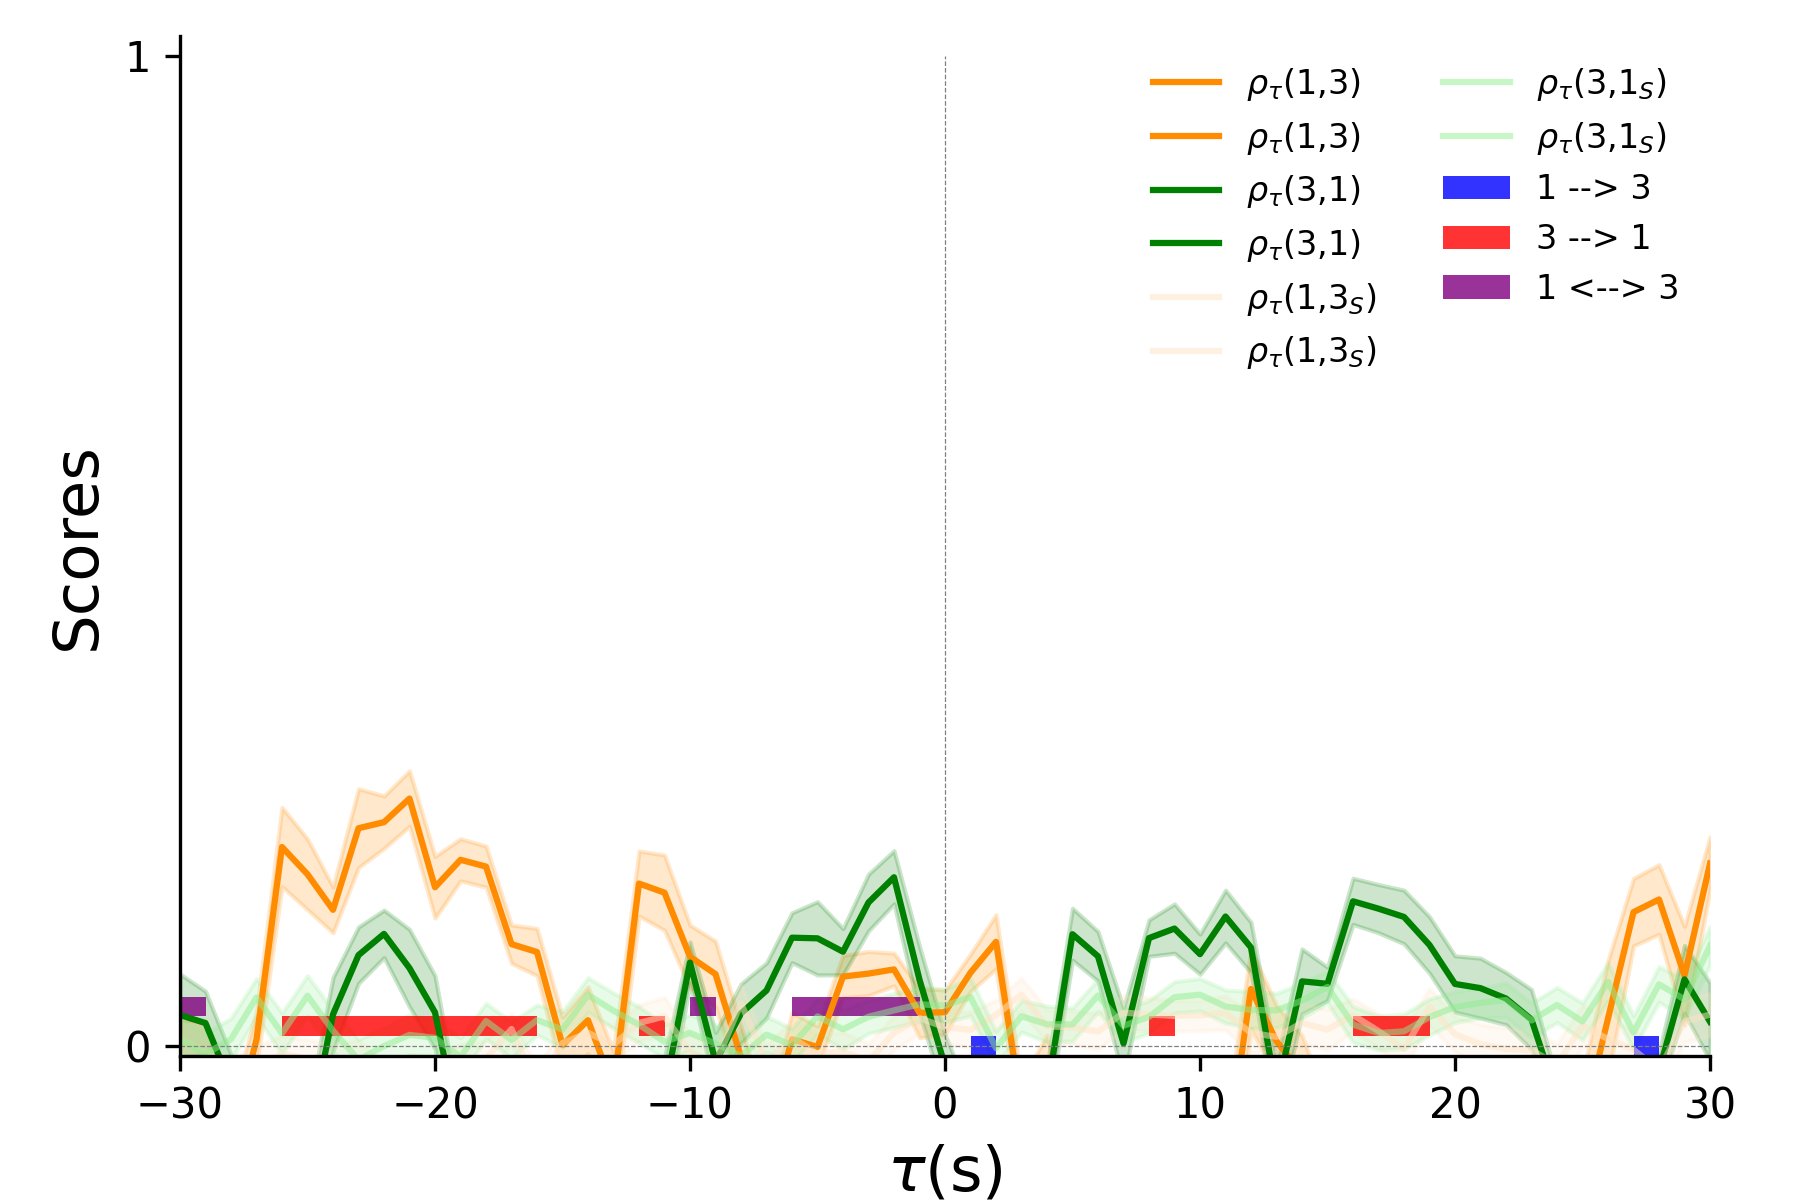 1
ρτ(1,3)
ρτ(1,3)
ρτ(3,1)
ρτ(3,1)
ρτ(1,3S)
ρτ(1,3S)
ρτ(3,1S)
ρτ(3,1S)
1 --> 3
3 --> 1
1 <--> 3
Scores
0
−30 −20 −10 0 10 20 30
τ(s)